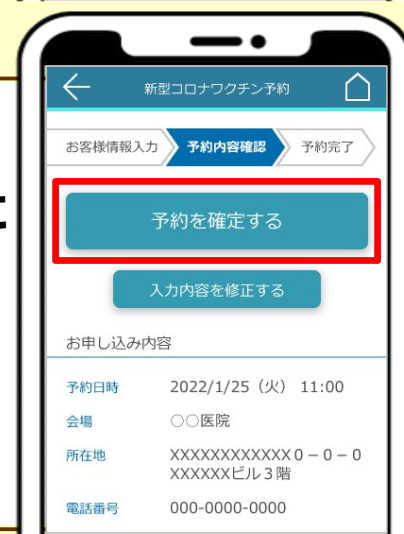 新型コロナワクチン予約
お客様情報入力 予約内容確認 予約完了
予約を確定する
入力内容を修正する
お申し込み内容
予約日時 2022/1/25（火） 11:00
会場 〇〇医院
所在地 XXXXXXXXXXXX０－０－０
XXXXXXビル３階
電話番号 000-0000-0000